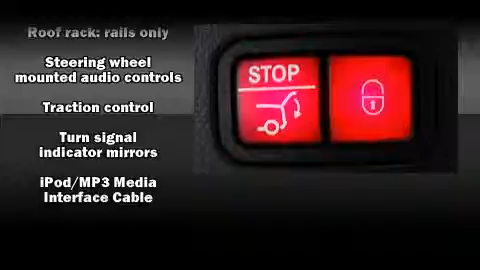 Roof rack: rails only
Steering wheel
mounted audio controls
Traction control
Turn signal
indicator mirrors
iPod/MP3 Media
Interface Cable
STOP